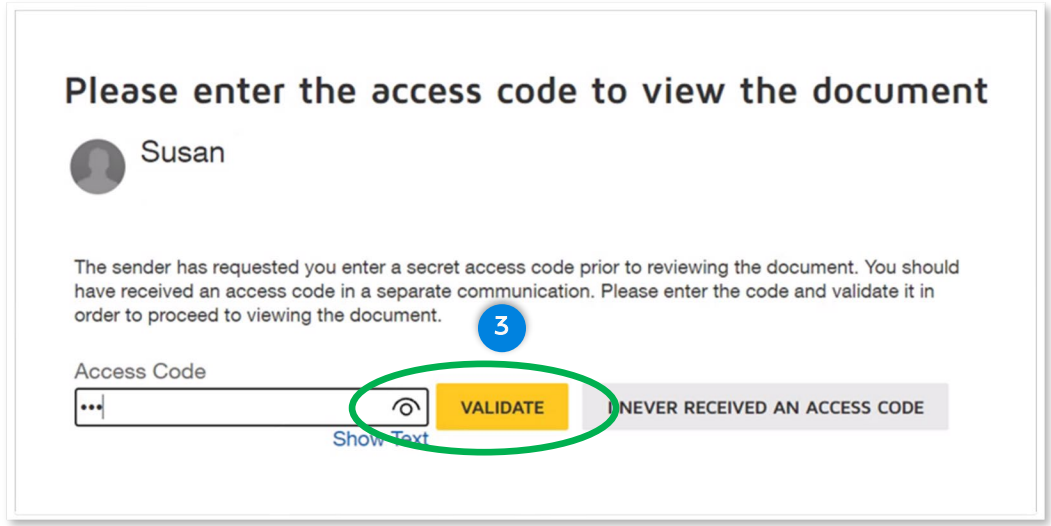 Please enter the access code to view the document
Susan
The sender has requested you enter a secret access code prior to reviewing the document. You should
have received an access code in a separate communication. Please enter the code and validate it in
order to proceed to viewing the document.
3
Access Code
•••
VALIDATE
I NEVER RECEIVED AN ACCESS CODE
Show Text